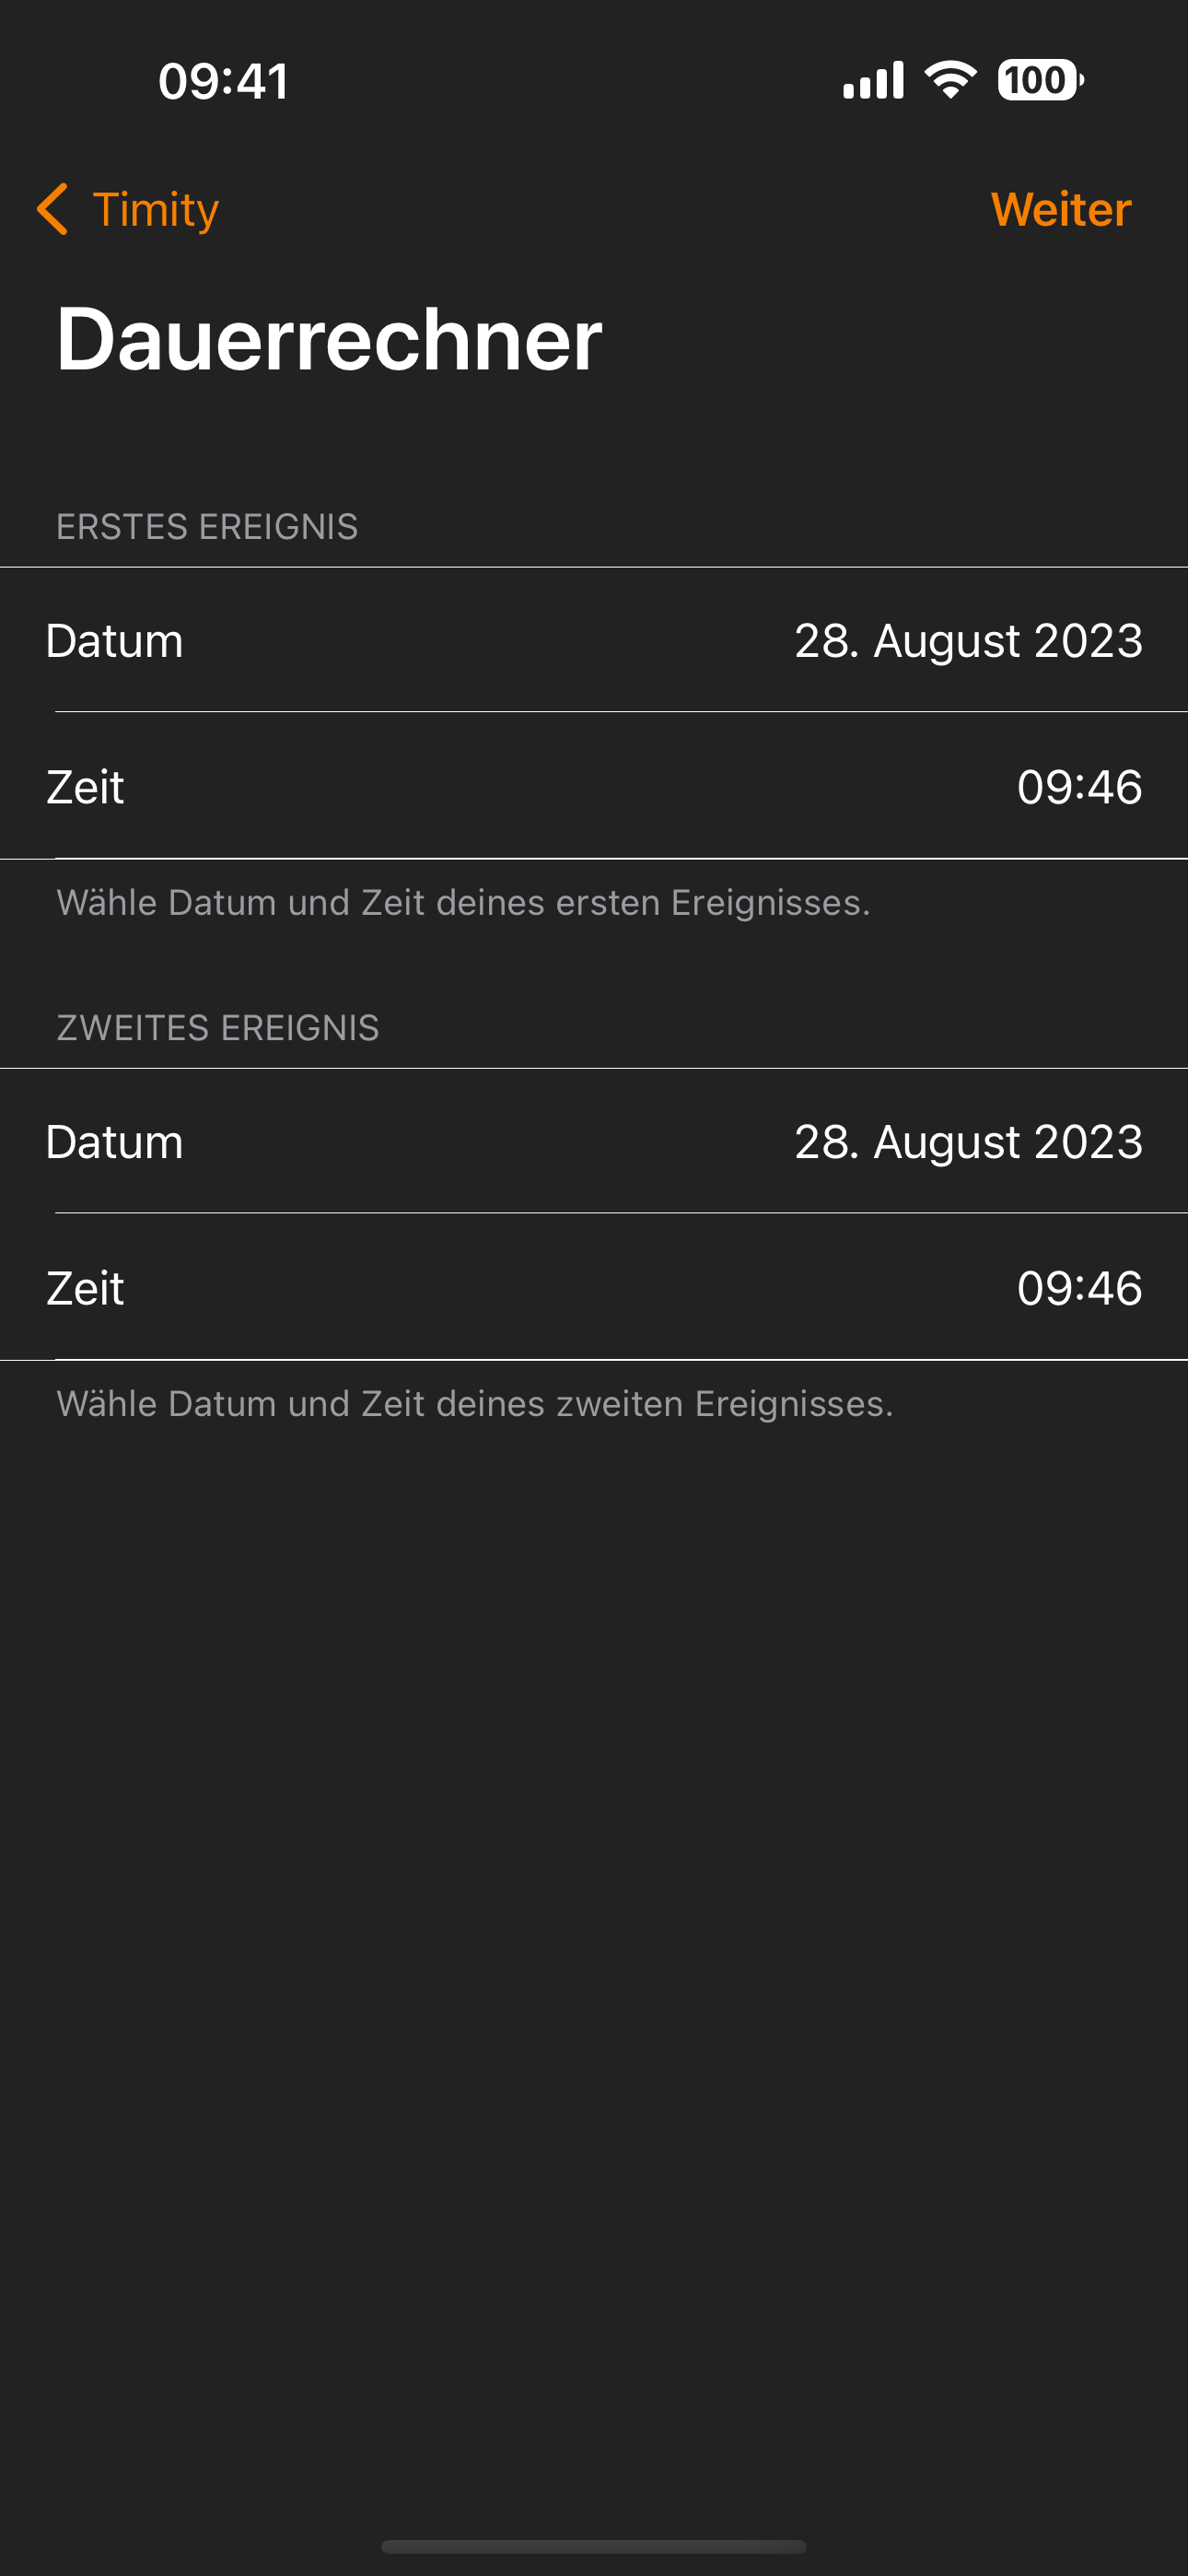 09:41 100
Timity Weiter
Dauerrechner
ERSTES EREIGNIS
Datum 28. August 2023
Zeit 09:46
Wähle Datum und Zeit deines ersten Ereignisses.
ZWEITES EREIGNIS
Datum 28. August 2023
Zeit 09:46
Wähle Datum und Zeit deines zweiten Ereignisses.